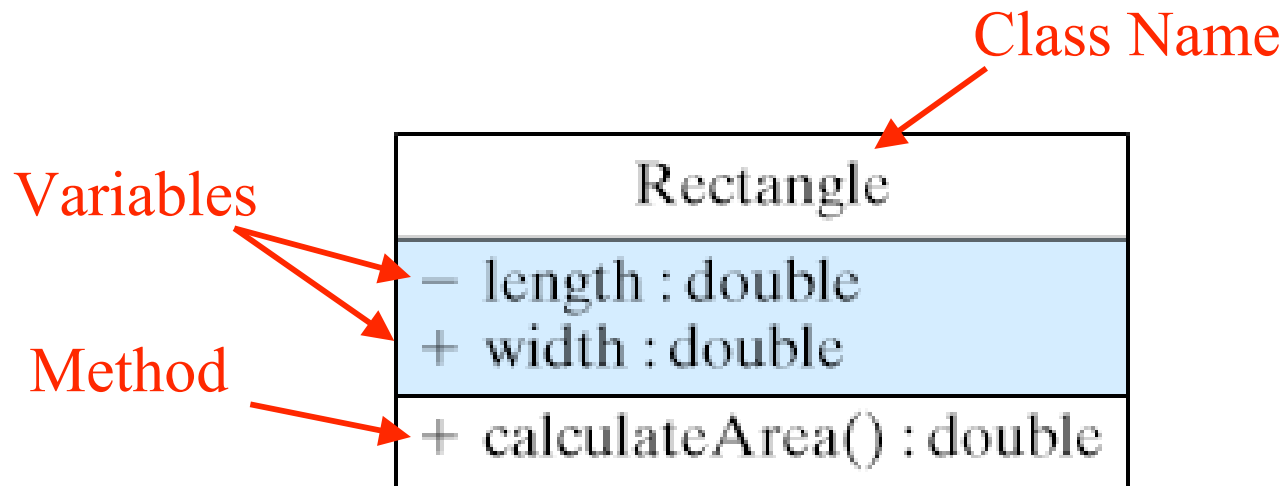 Class Name
Rectangle
Variables
− length : double
+ width : double
Method
+ calculateArea() : double